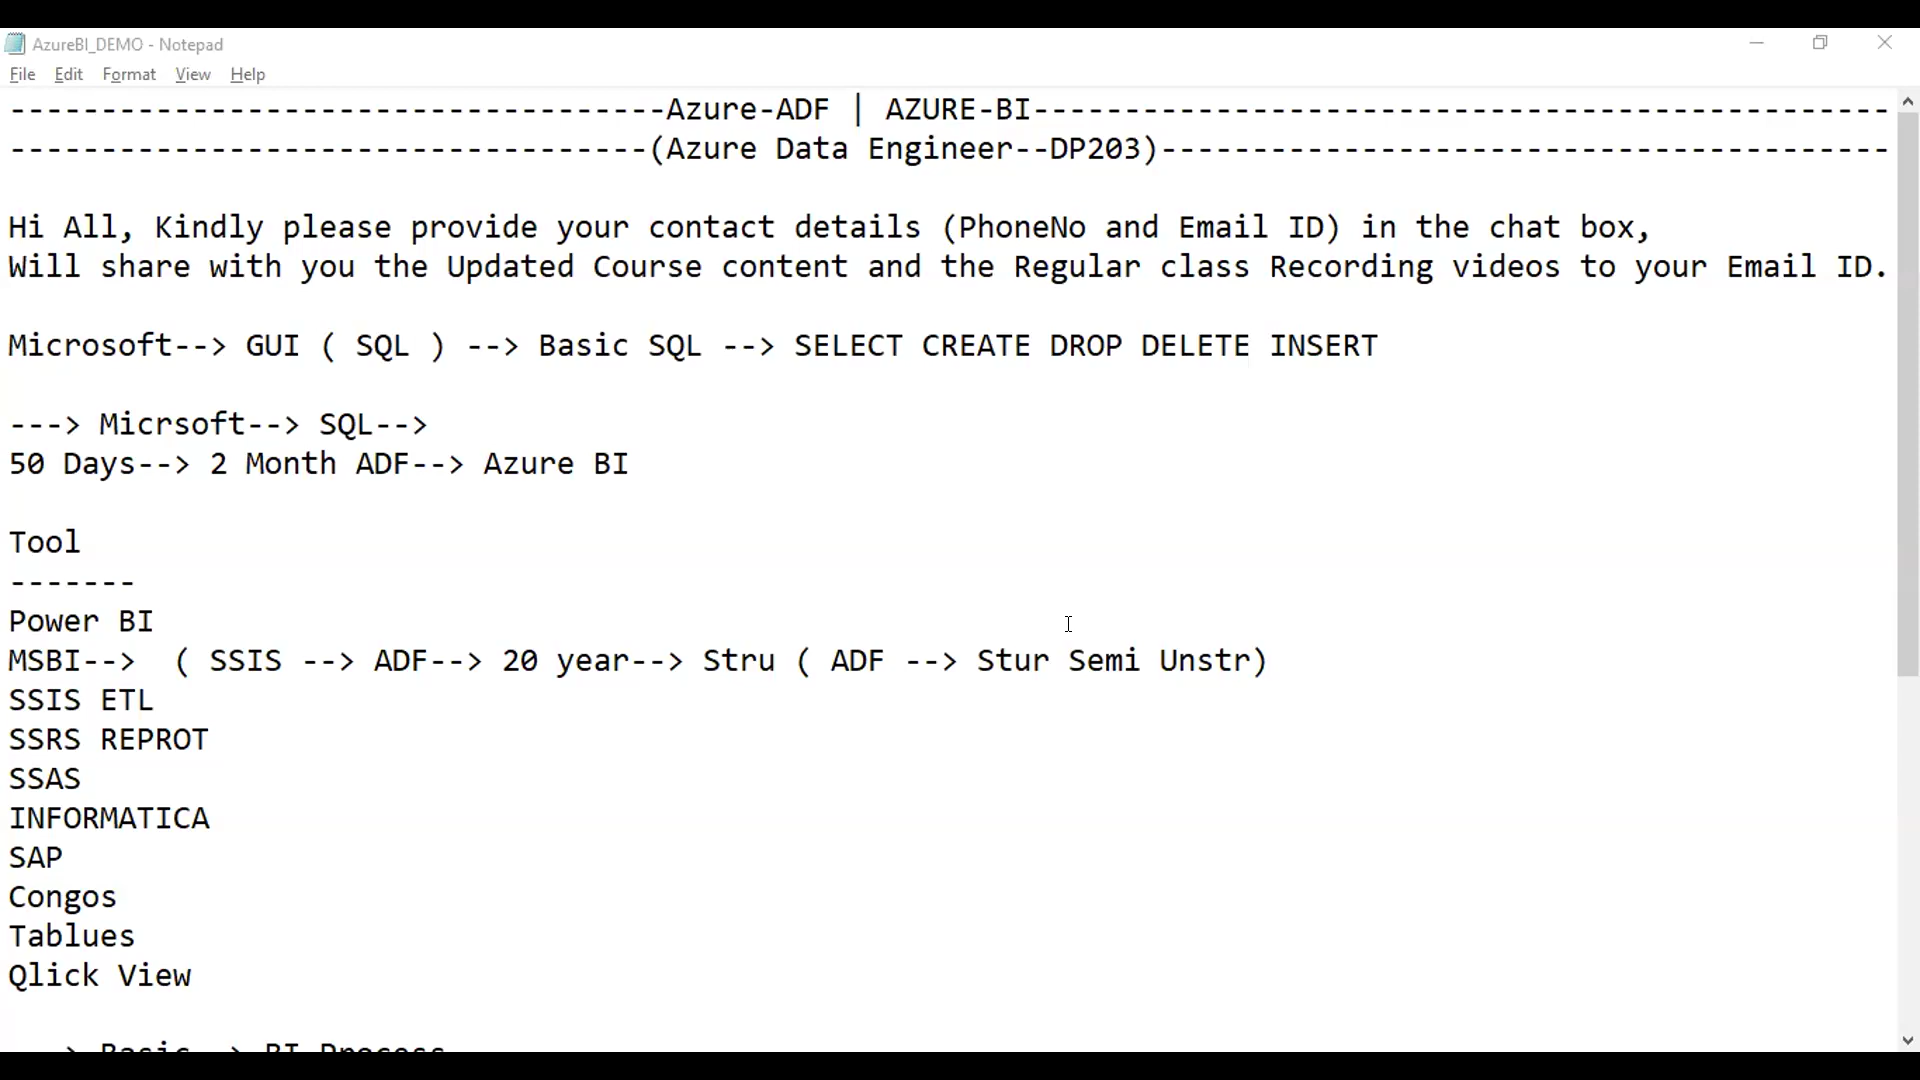 AzureBI_DEMO - Notepad
File Edit Format View Help
------------------------------------Azure-ADF | AZURE-BI-----------------------------------------------
-----------------------------------(Azure Data Engineer--DP203)----------------------------------------
Hi All, Kindly please provide your contact details (PhoneNo and Email ID) in the chat box,
Will share with you the Updated Course content and the Regular class Recording videos to your Email ID.
Microsoft--> GUI ( SQL ) --> Basic SQL --> SELECT CREATE DROP DELETE INSERT
---> Micrsoft--> SQL-->
50 Days--> 2 Month ADF--> Azure BI
Tool
-------
Power BI
MSBI-->  ( SSIS --> ADF--> 20 year--> Stru ( ADF --> Stur Semi Unstr)
SSIS ETL
SSRS REPROT
SSAS
INFORMATICA
SAP
Congos
Tablues
Qlick View
---> Basic--> BI Process